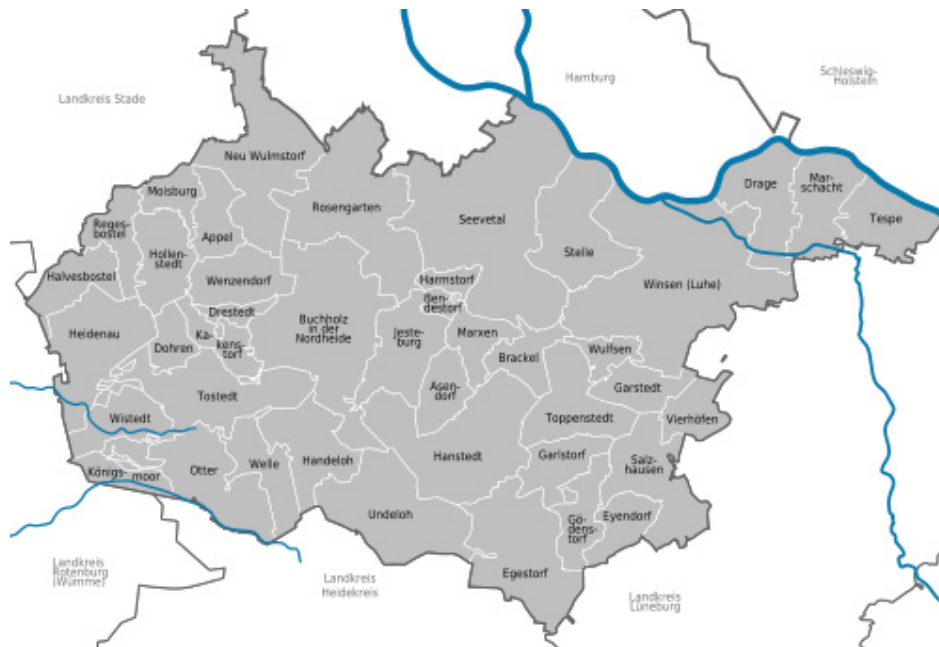 Landkreis Stade
Hamburg
Schleswig-
Holstein
Neu Wulmstorf
Moisburg
Rosengarten
Drage
Mar-
schacht
Tespe
Reges-
bostel
Appel
Seevetal
Hollen-
stedt
Stelle
Halvesbostel
Wenzendorf
Harmstorf
Winsen (Luhe)
Ben-
destorf
Drestedt
Heidenau
Buchholz
in der
Nordheide
Ka-
kens-
torf
Jeste-
burg
Marxen
Dohren
Brackel
Wulfsen
Asen-
dorf
Garstedt
Tostedt
Wistedt
Toppenstedt
Vierhöfen
Königs-
moor
Otter
Welle
Handeloh
Hanstedt
Garlstorf
Salz-
hausen
Undeloh
Gö-
dens-
torf
Eyendorf
Egestorf
Landkreis
Rotenburg
(Wümme)
Landkreis
Heidekreis
Landkreis
Lüneburg